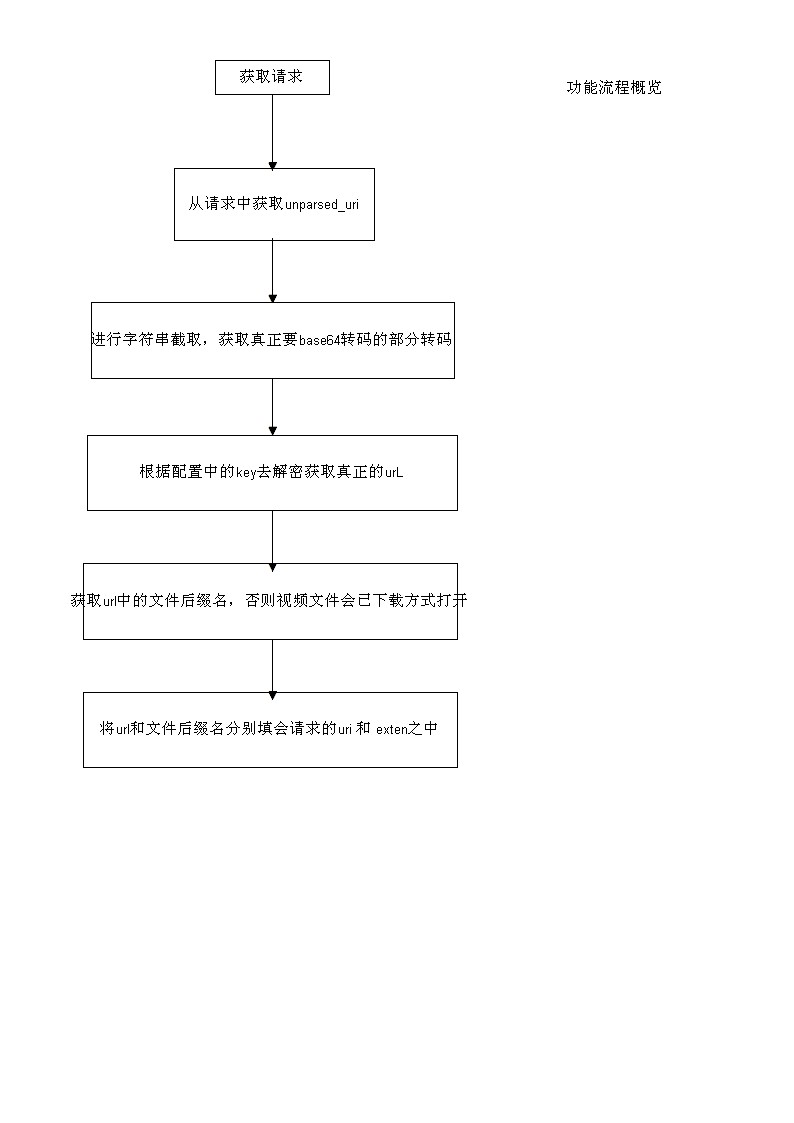 获取请求
功能流程概览
从请求中获取unparsed_uri
进行字符串截取，获取真正要base64转码的部分转码
根据配置中的key去解密获取真正的urL
获取url中的文件后缀名，否则视频文件会已下载方式打开
将url和文件后缀名分别填会请求的uri 和 exten之中